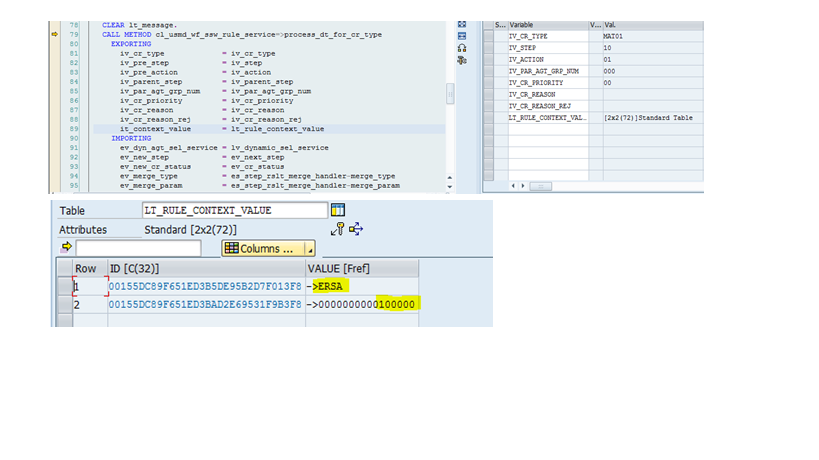 78 CLEAR lt_message.
79 CALL METHOD cl_usmd_wf_ssw_rule_service=>process_dt_for_cr_type
80 EXPORTING
81 iv_cr_type = iv_cr_type
82 iv_pre_step = iv_step
83 iv_pre_action = iv_action
84 iv_parent_step = iv_parent_step
85 iv_par_agt_grp_num = iv_par_agt_grp_num
86 iv_cr_priority = iv_cr_priority
87 iv_cr_reason = iv_cr_reason
88 iv_cr_reason_rej = iv_cr_reason_rej
89 it_context_value = lt_rule_context_value
90 IMPORTING
91 ev_dyn_agt_sel_service = lv_dynamic_sel_service
92 ev_new_step = ev_next_step
93 ev_new_cr_status = ev_cr_status
94 ev_merge_type = es_step_rslt_merge_handler-merge_type
95 ev_merge_param = es_step_rslt_merge_handler-merge_param
S... Variable V... Val.
IV_CR_TYPE MAT01
IV_STEP 10
IV_ACTION 01
IV_PAR_AGT_GRP_NUM 000
IV_CR_PRIORITY 00
IV_CR_REASON
IV_CR_REASON_REJ
LT_RULE_CONTEXT_VAL... [2x2(72)]Standard Table
Table LT_RULE_CONTEXT_VALUE
Attributes Standard [2x2(72)]
Columns ...
Row ID [C(32)] VALUE [Fref]
1 00155DC89F651ED3B5DE95B2D7F013F8 ->ERSA
2 00155DC89F651ED3BAD2E69531F9B3F8 ->000000000000100000